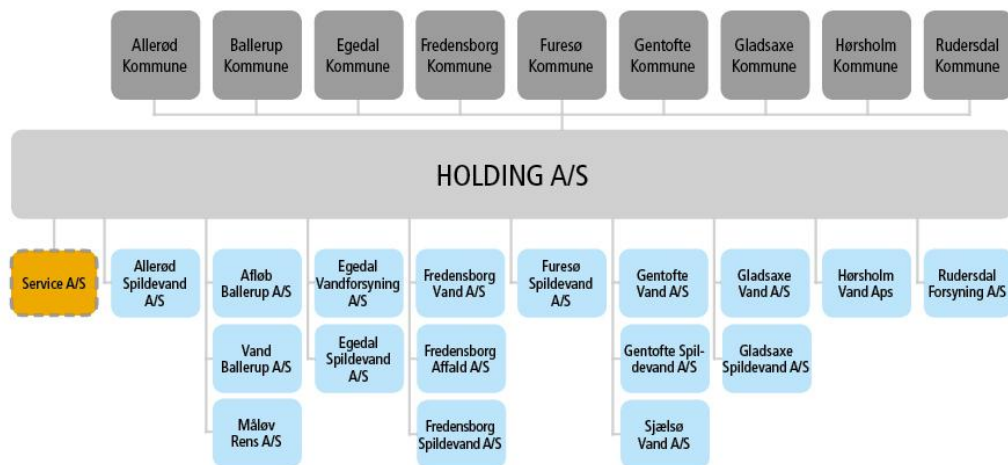 Allerød
Kommune
Ballerup
Kommune
Egedal
Kommune
Fredensborg
Kommune
Furesø
Kommune
Gentofte
Kommune
Gladsaxe
Kommune
Hørsholm
Kommune
Rudersdal
Kommune
HOLDING A/S
Service A/S
Allerød
Spildevand
A/S
Afløb
Ballerup A/S
Egedal
Vandforsyning
A/S
Fredensborg
Vand A/S
Furesø
Spildevand
A/S
Gentofte
Vand A/S
Gladsaxe
Vand A/S
Hørsholm
Vand Aps
Rudersdal
Forsyning A/S
Vand
Ballerup A/S
Egedal
Spildevand
A/S
Fredensborg
Affald A/S
Gentofte Spil-
devand A/S
Gladsaxe
Spildevand A/S
Måløv
Rens A/S
Fredensborg
Spildevand A/S
Sjælsø
Vand A/S